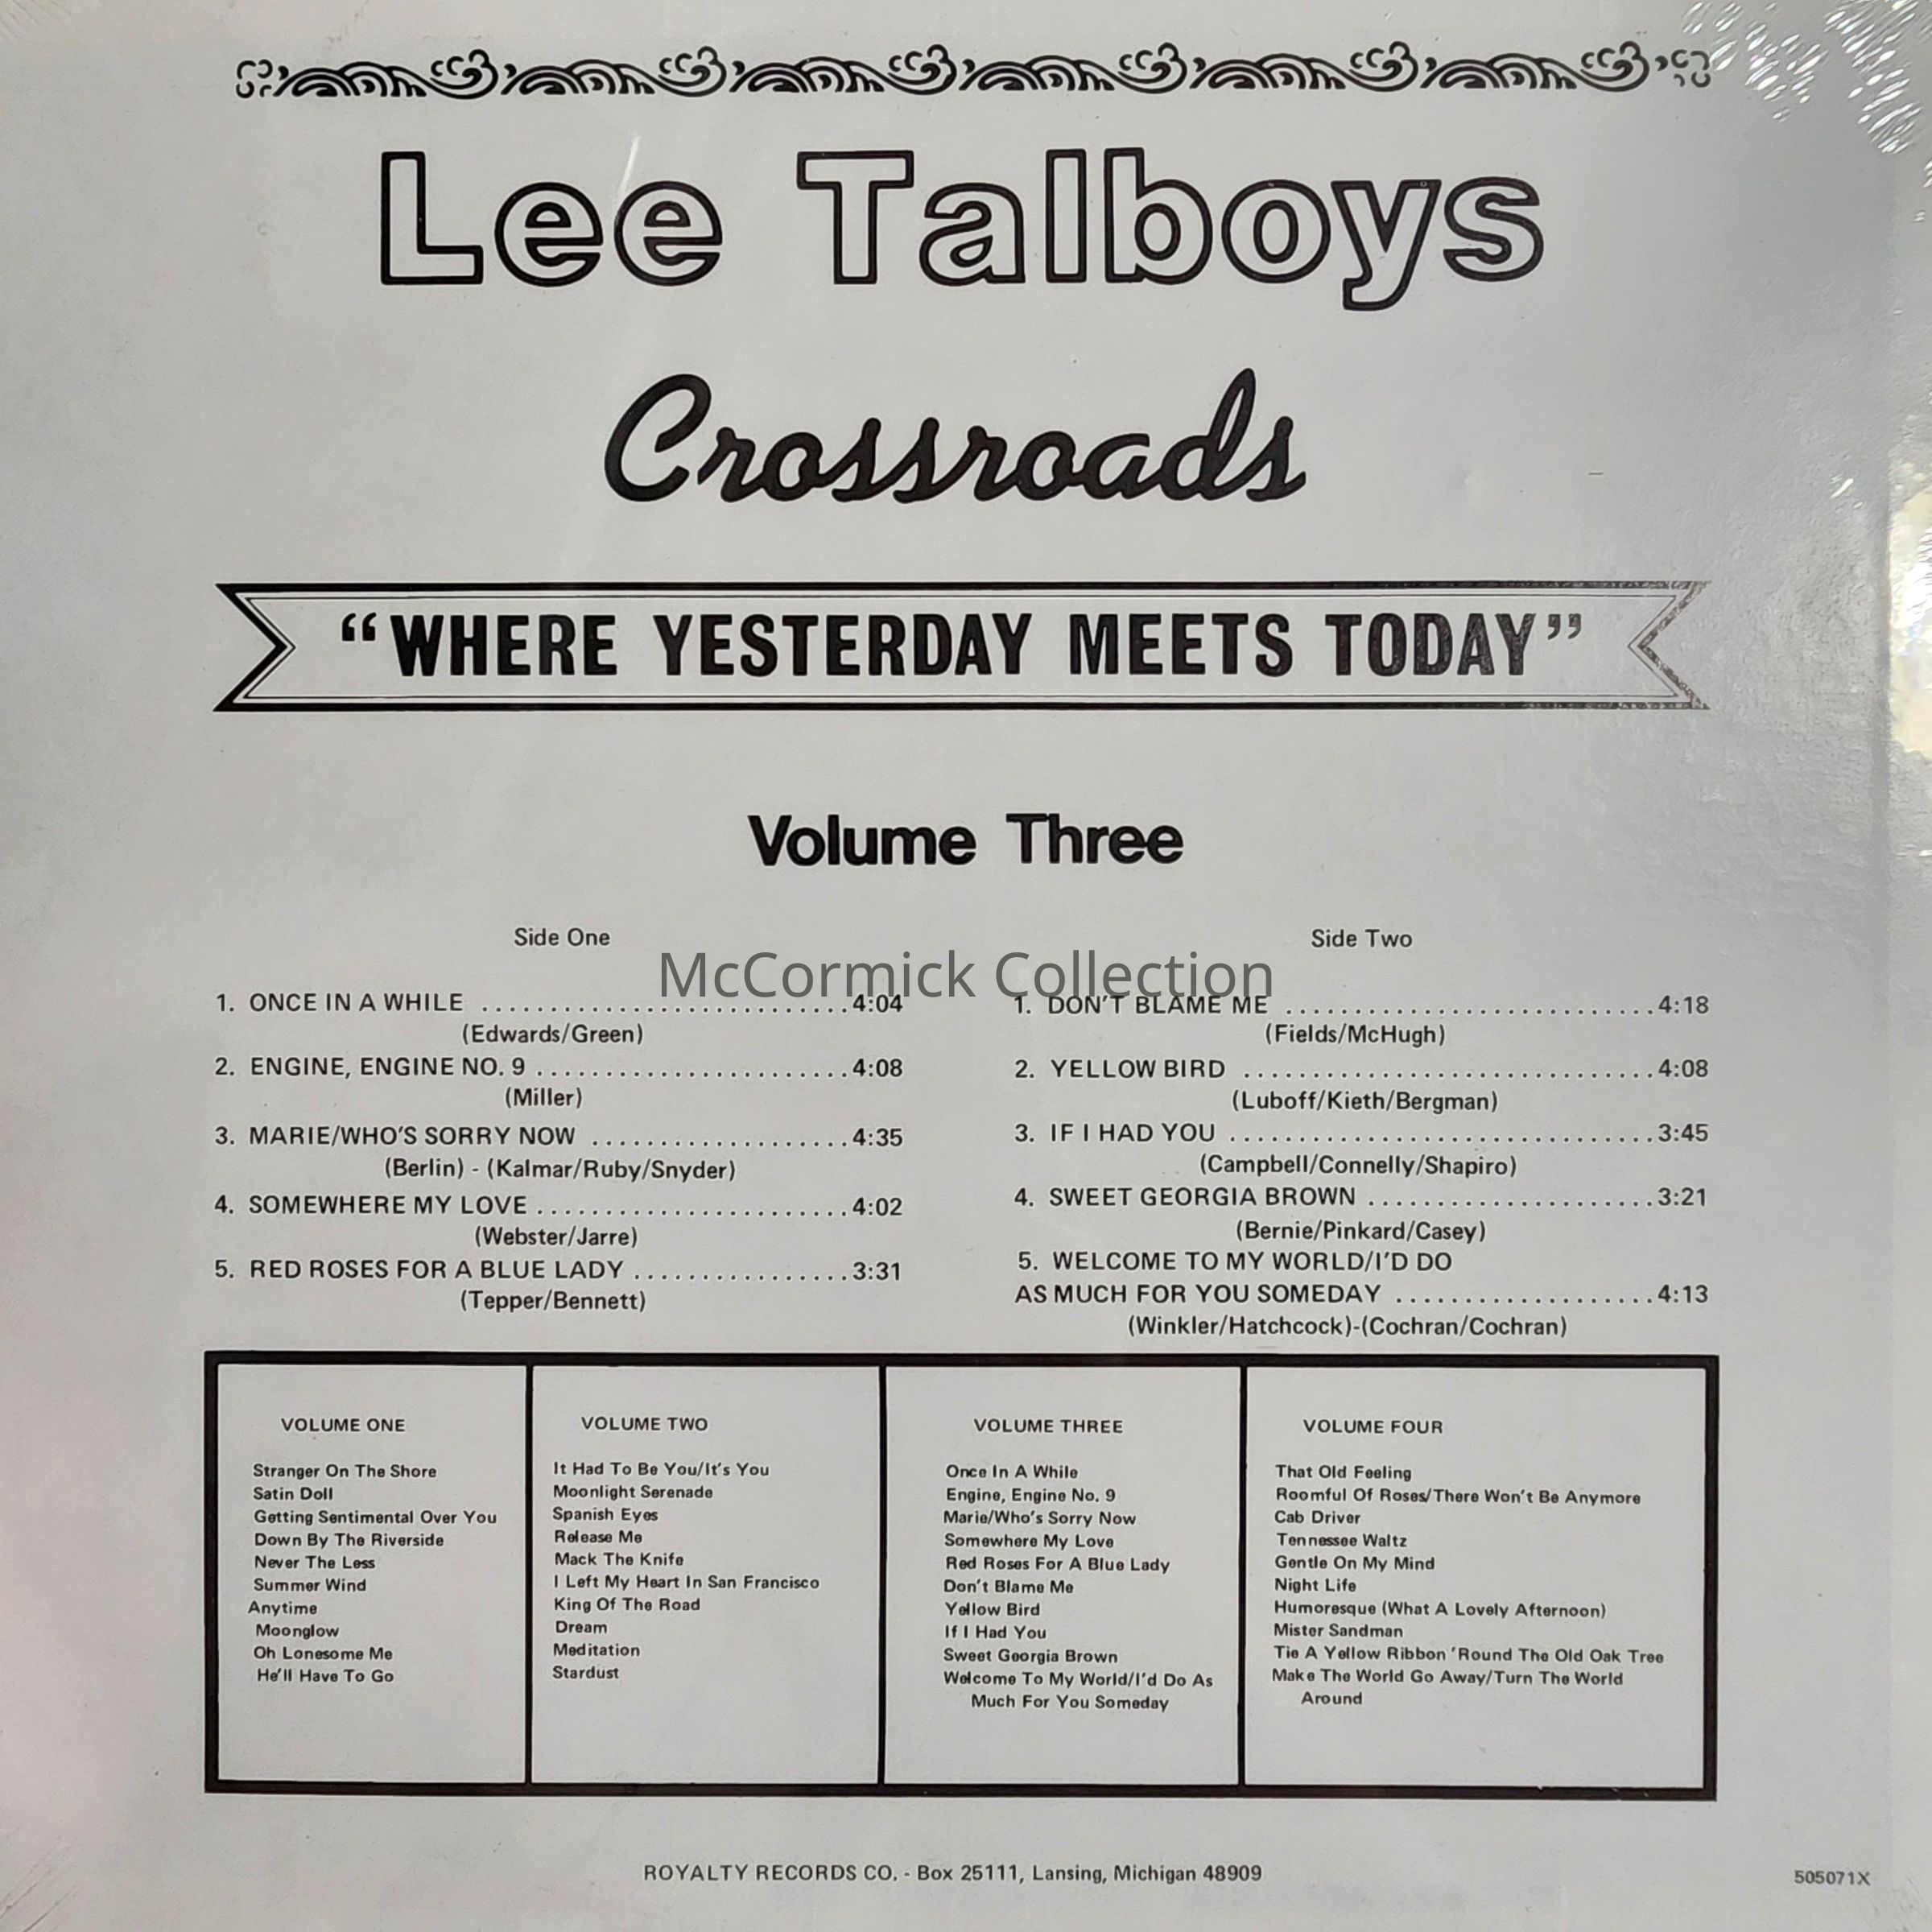 Lee Talboys
Crossroads
“WHERE YESTERDAY MEETS TODAY”
Volume Three
Side One
1. ONCE IN A WHILE ..........................4:04
(Edwards/Green)
2. ENGINE, ENGINE NO. 9 ......................4:08
(Miller)
3. MARIE/WHO'S SORRY NOW ...................4:35
(Berlin) - (Kalmar/Ruby/Snyder)
4. SOMEWHERE MY LOVE .......................4:02
(Webster/Jarre)
5. RED ROSES FOR A BLUE LADY ................3:31
(Tepper/Bennett)
Side Two
1. DON'T BLAME ME ...........................4:18
(Fields/McHugh)
2. YELLOW BIRD ..............................4:08
(Luboff/Kieth/Bergman)
3. IF I HAD YOU ...............................3:45
(Campbell/Connelly/Shapiro)
4. SWEET GEORGIA BROWN .....................3:21
(Bernie/Pinkard/Casey)
5. WELCOME TO MY WORLD/I'D DO
AS MUCH FOR YOU SOMEDAY ...................4:13
(Winkler/Hatchcock)-(Cochran/Cochran)
McCormick Collection
VOLUME ONE
Stranger On The Shore
Satin Doll
Getting Sentimental Over You
Down By The Riverside
Never The Less
Summer Wind
Anytime
Moonglow
Oh Lonesome Me
He'll Have To Go
VOLUME TWO
It Had To Be You/It's You
Moonlight Serenade
Spanish Eyes
Release Me
Mack The Knife
I Left My Heart In San Francisco
King Of The Road
Dream
Meditation
Stardust
VOLUME THREE
Once In A While
Engine, Engine No. 9
Marie/Who's Sorry Now
Somewhere My Love
Red Roses For A Blue Lady
Don't Blame Me
Yellow Bird
If I Had You
Sweet Georgia Brown
Welcome To My World/I'd Do As
Much For You Someday
VOLUME FOUR
That Old Feeling
Roomful Of Roses/There Won't Be Anymore
Cab Driver
Tennessee Waltz
Gentle On My Mind
Night Life
Humoresque (What A Lovely Afternoon)
Mister Sandman
Tie A Yellow Ribbon 'Round The Old Oak Tree
Make The World Go Away/Turn The World
Around
ROYALTY RECORDS CO. - Box 25111, Lansing, Michigan 48909
505071X